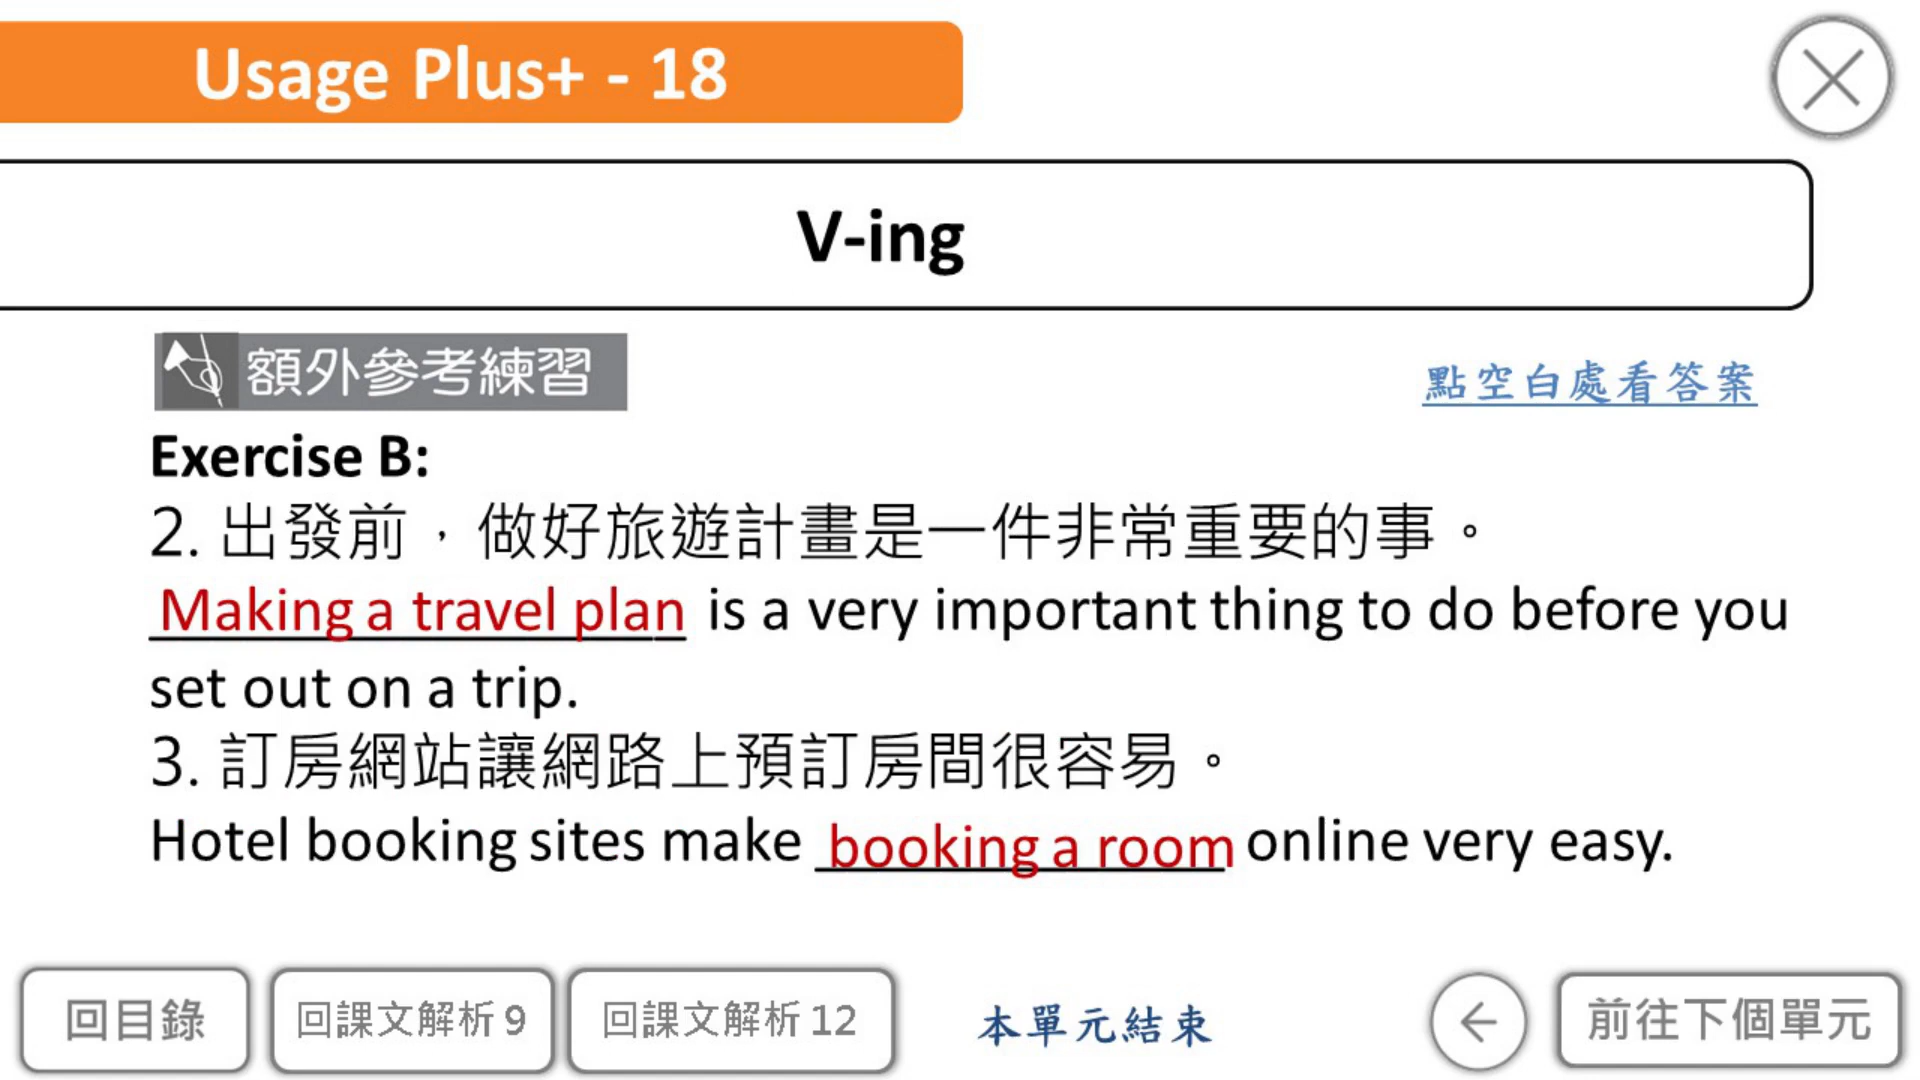 Usage Plus+ - 18
V-ing
額外參考練習
點空白處看答案
Exercise B:
2. 出發前，做好旅遊計畫是一件非常重要的事。
Making a travel plan is a very important thing to do before you
set out on a trip.
3. 訂房網站讓網路上預訂房間很容易。
Hotel booking sites make booking a room online very easy.
回目錄
回課文解析9
回課文解析12
本單元結束
前往下個單元